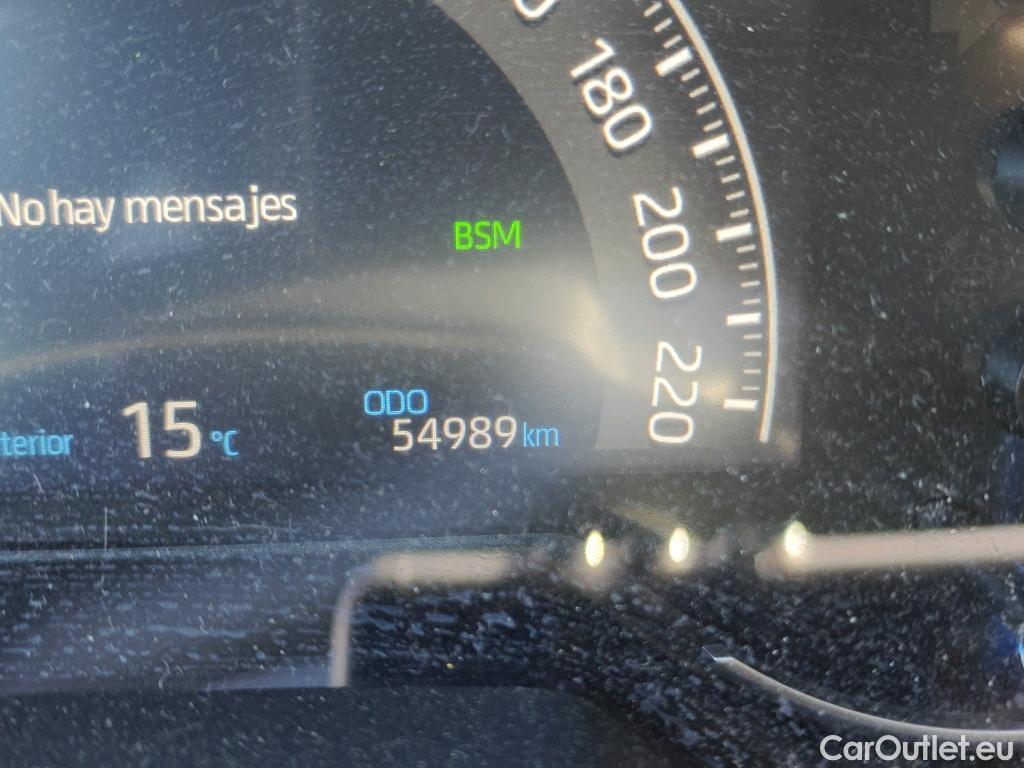 180
No hay mensajes
BSM
200
220
ODO
terior 15 °C
54989 km
CarOutlet.eu